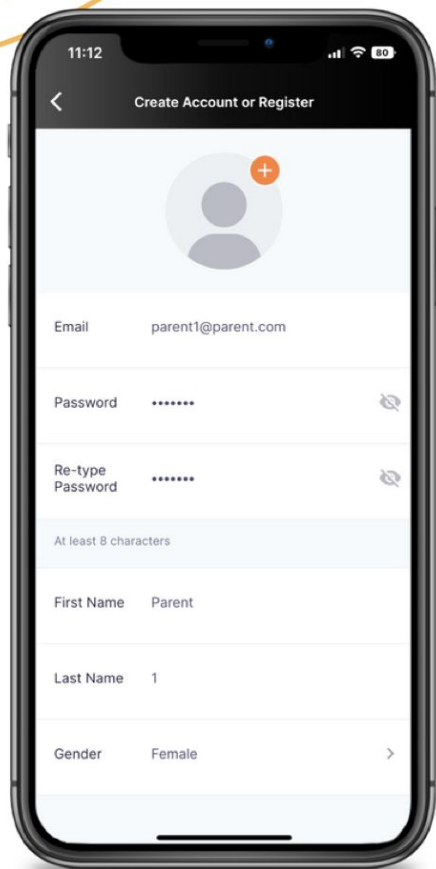 11:12
80
Create Account or Register
Email parent1@parent.com
Password •••••••
Re-type
Password •••••••
At least 8 characters
First Name Parent
Last Name 1
Gender Female